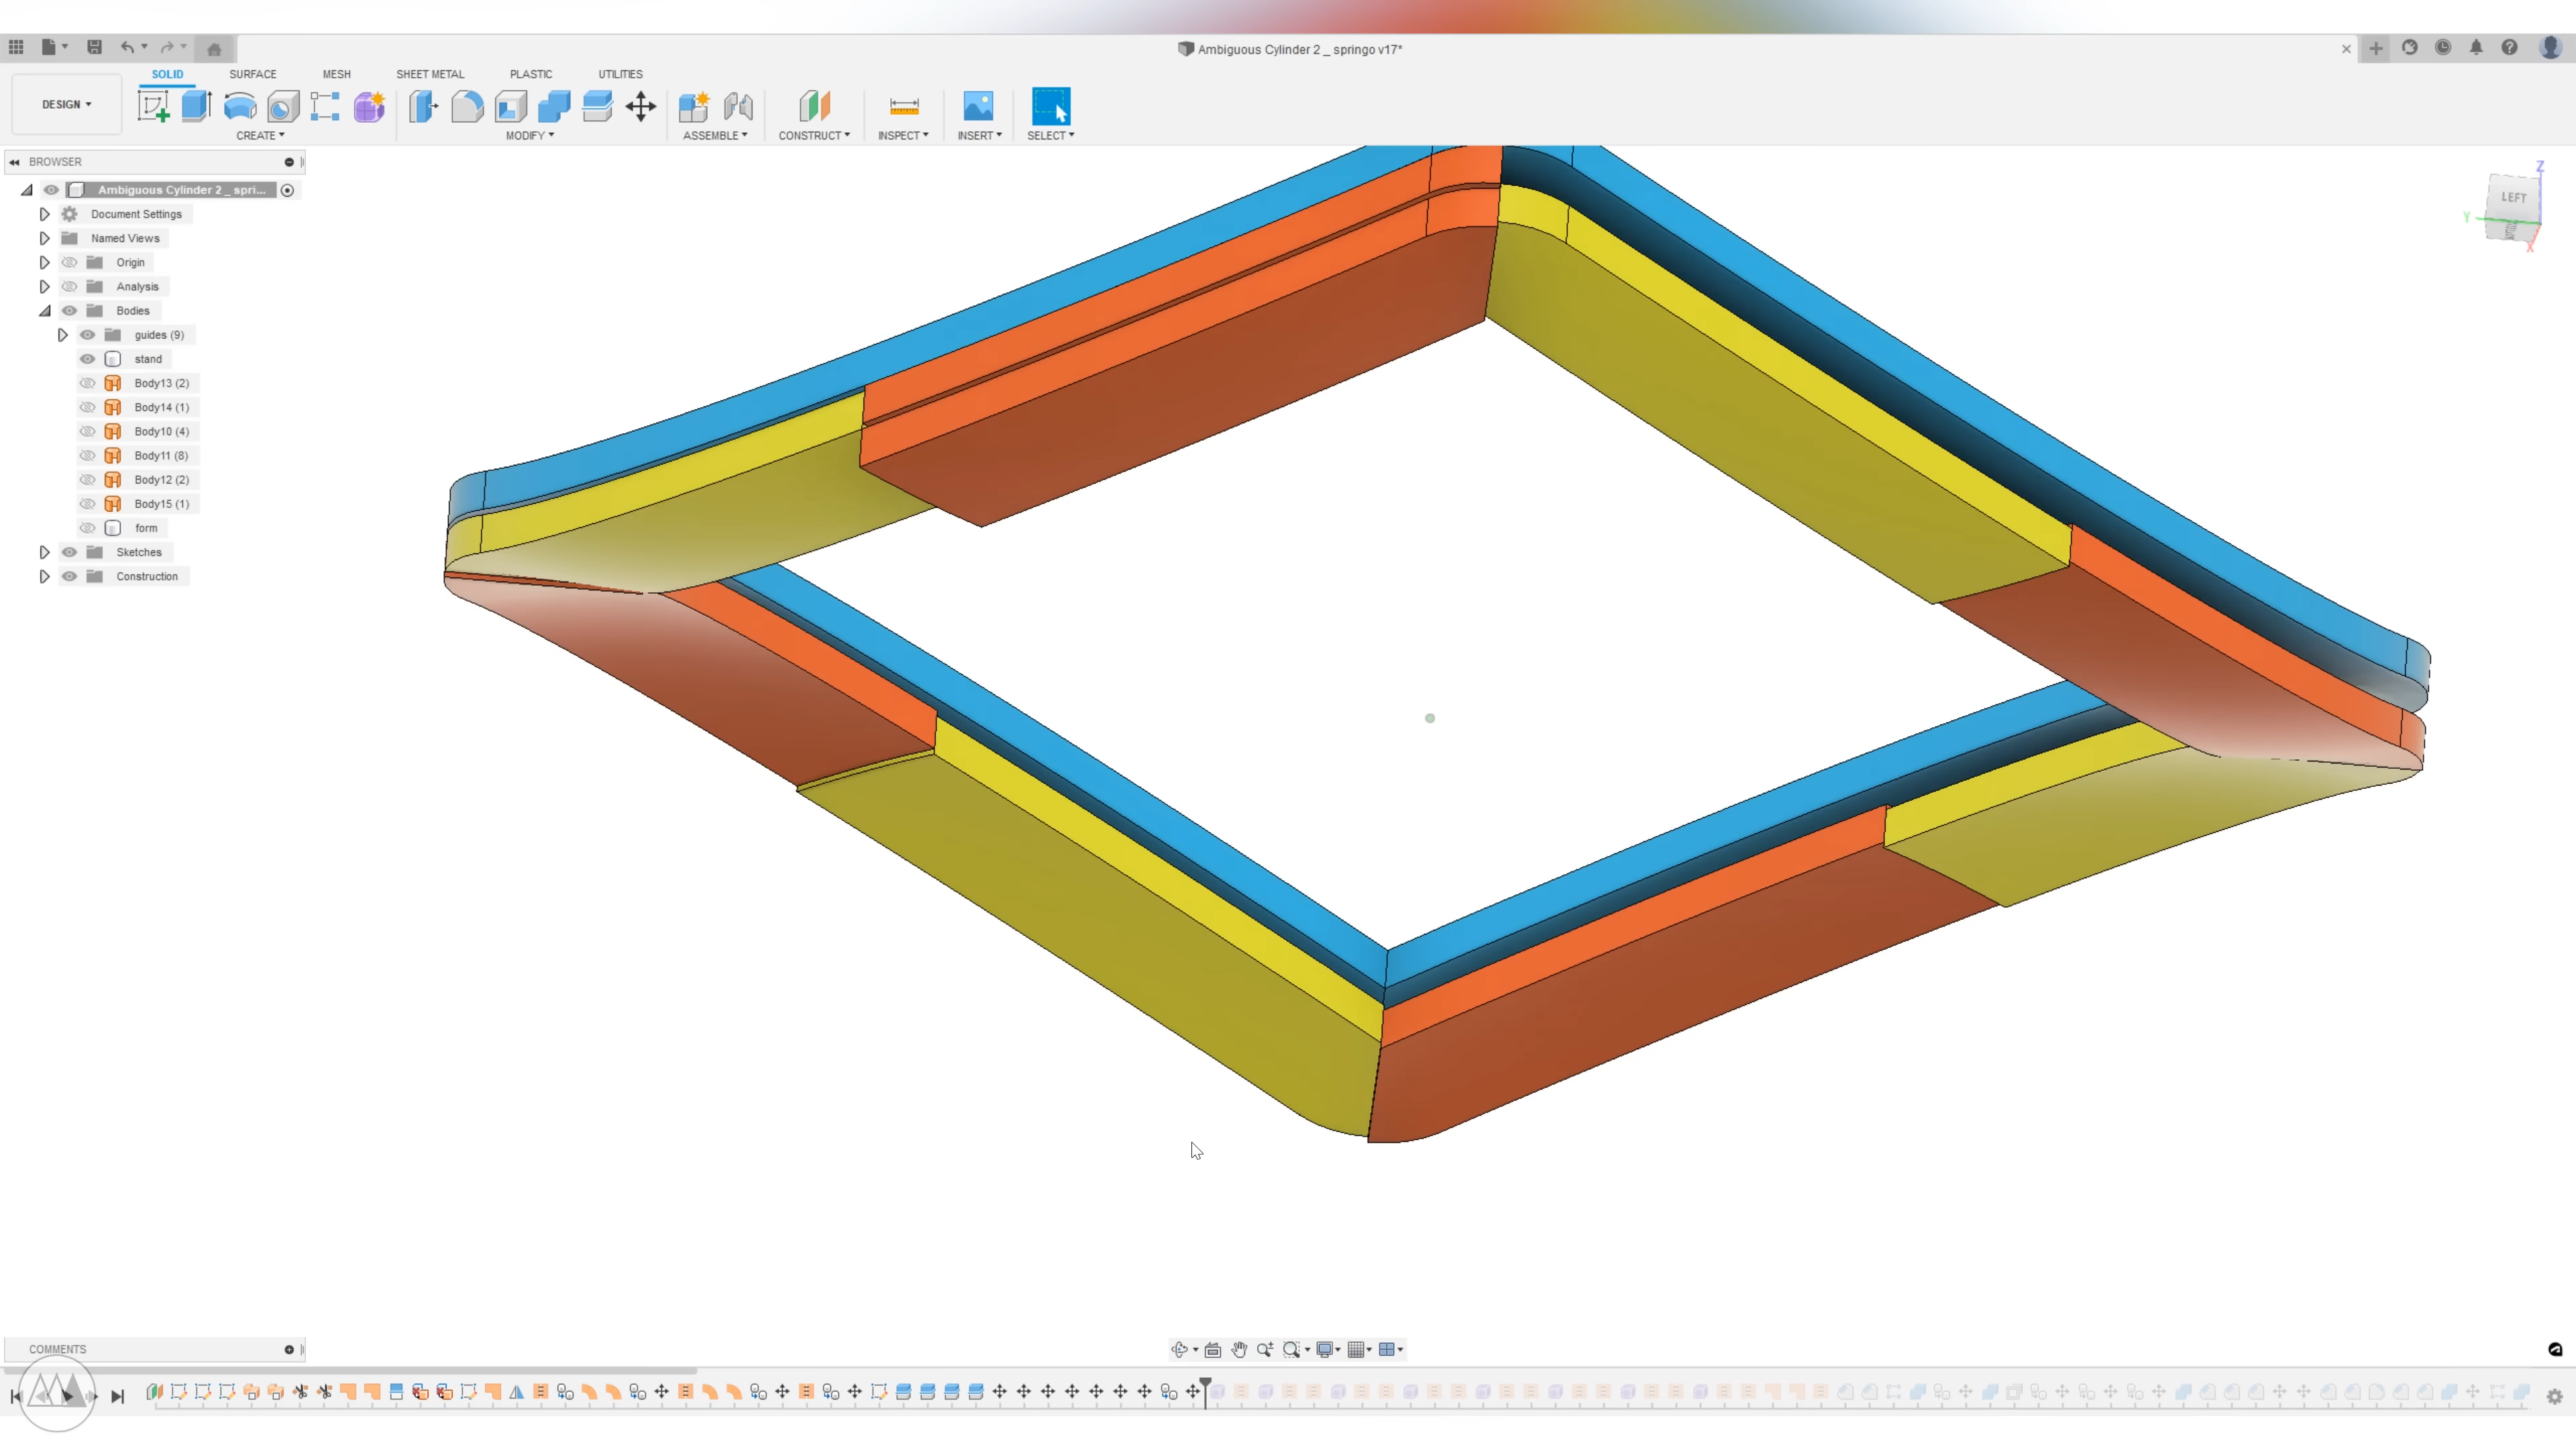 Ambiguous Cylinder 2 _ springo v17*
SOLID SURFACE MESH SHEET METAL PLASTIC UTILITIES
DESIGN
CREATE MODIFY ASSEMBLE CONSTRUCT INSPECT INSERT SELECT
BROWSER
Ambiguous Cylinder 2 _ spri...
Document Settings
Named Views
Origin
Analysis
Bodies
guides (9)
stand
Body13 (2)
Body14 (1)
Body10 (4)
Body11 (8)
Body12 (2)
Body15 (1)
form
Sketches
Construction
Z
LEFT
Y
X
COMMENTS